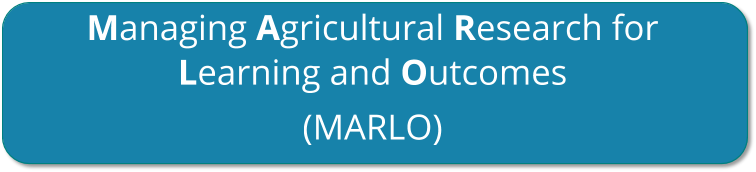 Managing Agricultural Research for
Learning and Outcomes
(MARLO)